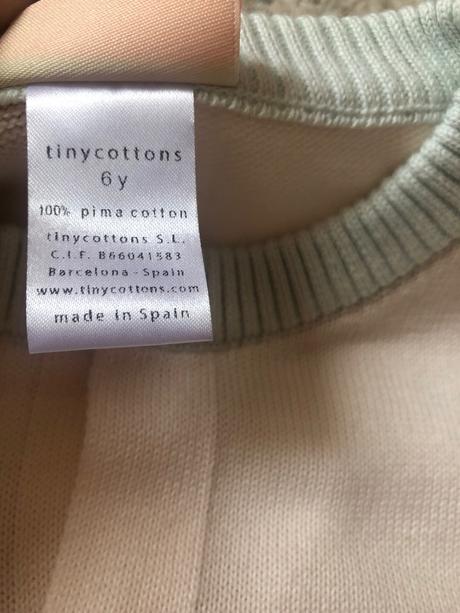 tinycottons
6y
100% pima cotton
tinycottons S.L.
C.I.F. B66041583
Barcelona - Spain
www.tinycottons.com
made in Spain